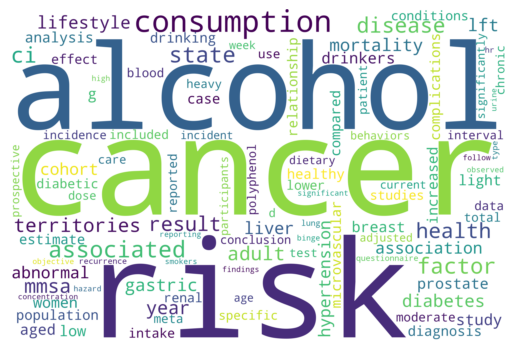 lifestyle consumption disease conditions lft
analysis drinking state mortality
ci effect week use drinkers
alcohol
relationship
significantly
chronic
hr
high blood heavy case compared patient complications urine
g
incidence included incident behaviors interval
cancer
prospective
cohort care dietary healthy type follow
diabetic reported participants polyphenol lower current observed
dose d significant studies increased light data
territories result liver lung breast total
estimate reporting conclusion binge test adjusted association
associated adult health
abnormal smokers hypertension microvascular questionnaire factor
objective recurrence findings
risk
mmsa gastric prostate
concentration hazard renal year age diabetes
women meta specific
population aged low intake moderate study diagnosis